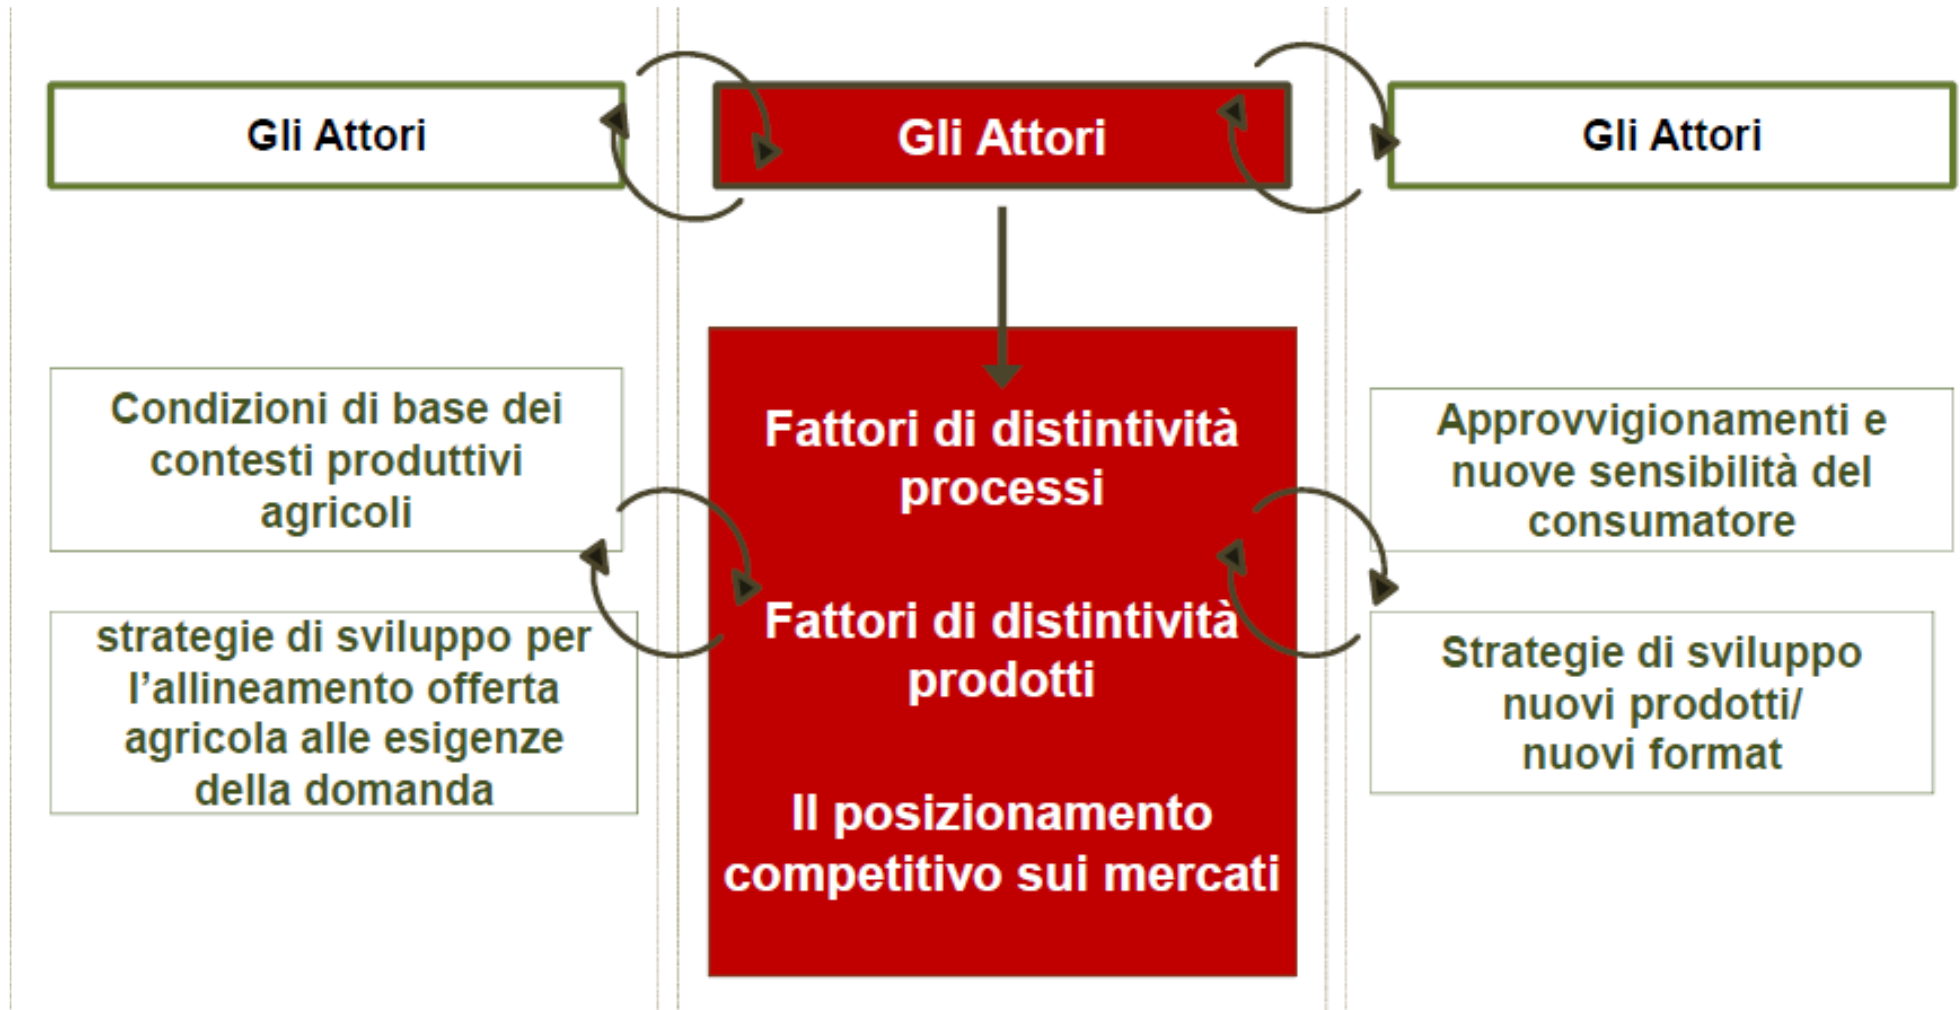 Gli Attori
Gli Attori
Gli Attori
Condizioni di base dei
contesti produttivi
agricoli
strategie di sviluppo per
l’allineamento offerta
agricola alle esigenze
della domanda
Fattori di distintività
processi
Fattori di distintività
prodotti
Il posizionamento
competitivo sui mercati
Approvvigionamenti e
nuove sensibilità del
consumatore
Strategie di sviluppo
nuovi prodotti/
nuovi format